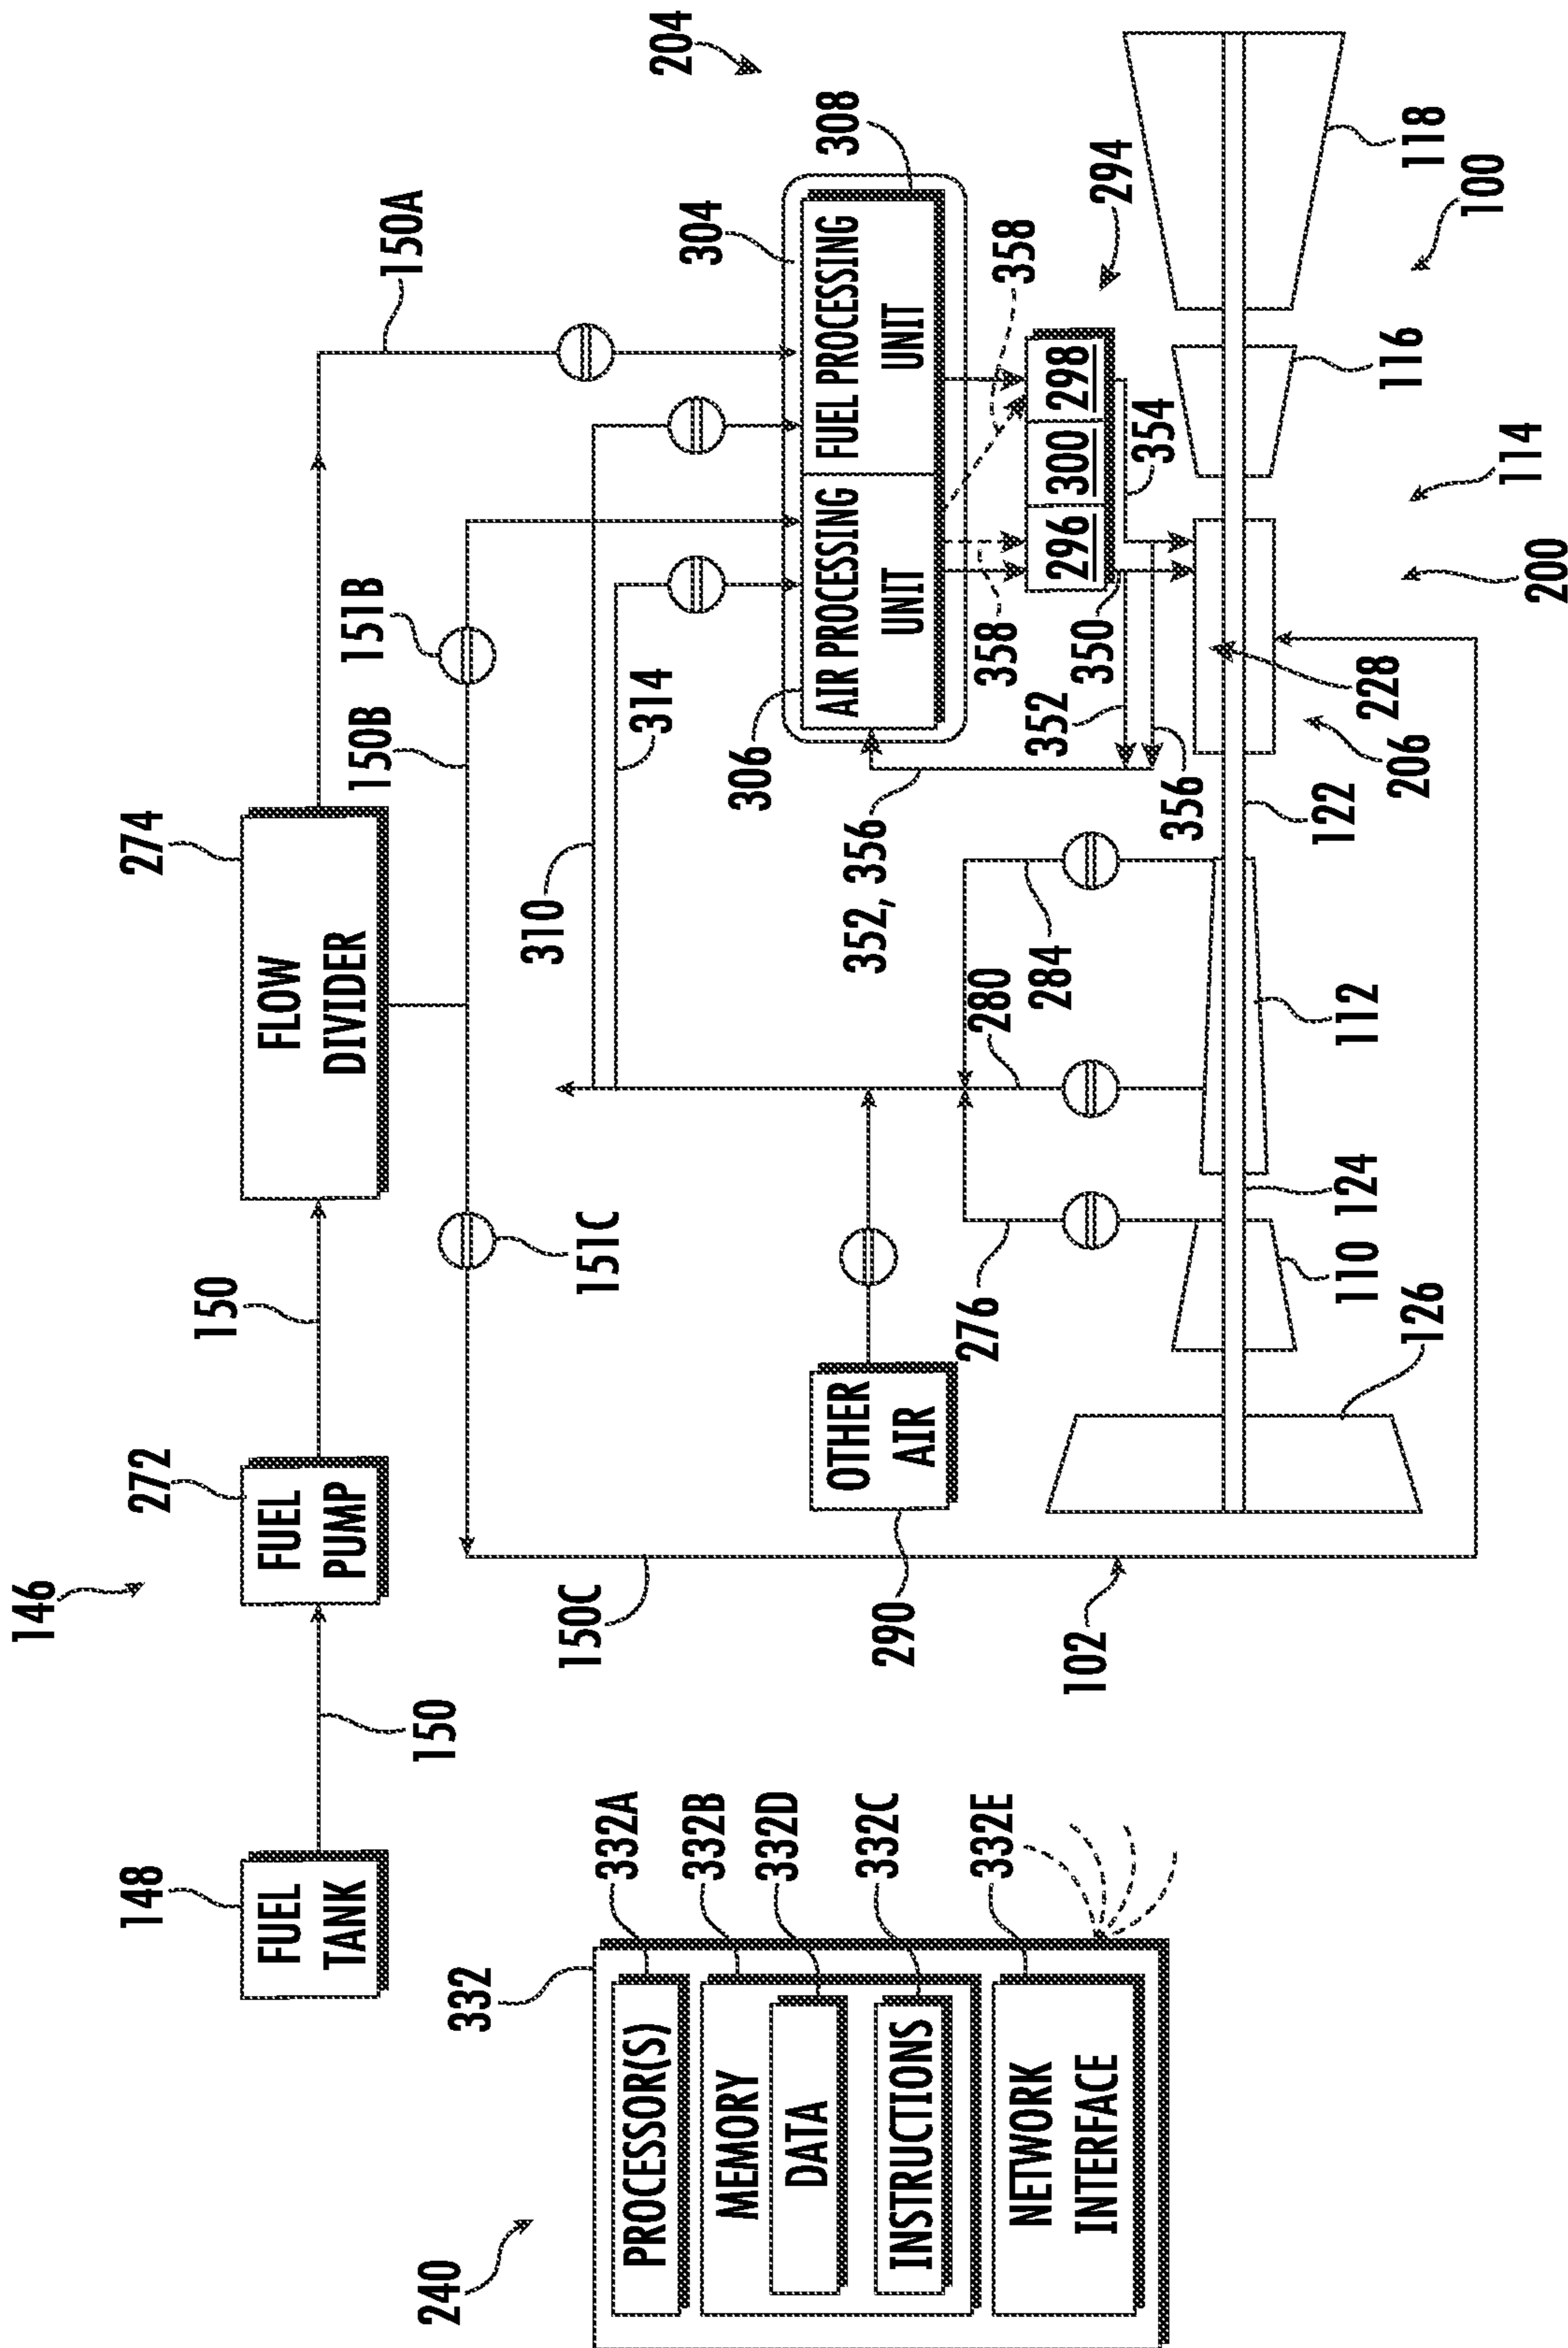 146
148
FUEL
TANK
150
272
FUEL
PUMP
150
274
FLOW
DIVIDER
150A
150B
151B
151C
150C
204
304
308
AIR PROCESSING
UNIT
FUEL PROCESSING
UNIT
306
310
314
358
358
294
296
300
298
350
352
354
356
352, 356
240
332
PROCESSOR(S)
332A
MEMORY
332B
DATA
332D
INSTRUCTIONS
332C
NETWORK
INTERFACE
332E
OTHER
AIR
290
276
280
284
102
126
110
124
112
122
206
228
200
114
116
118
100